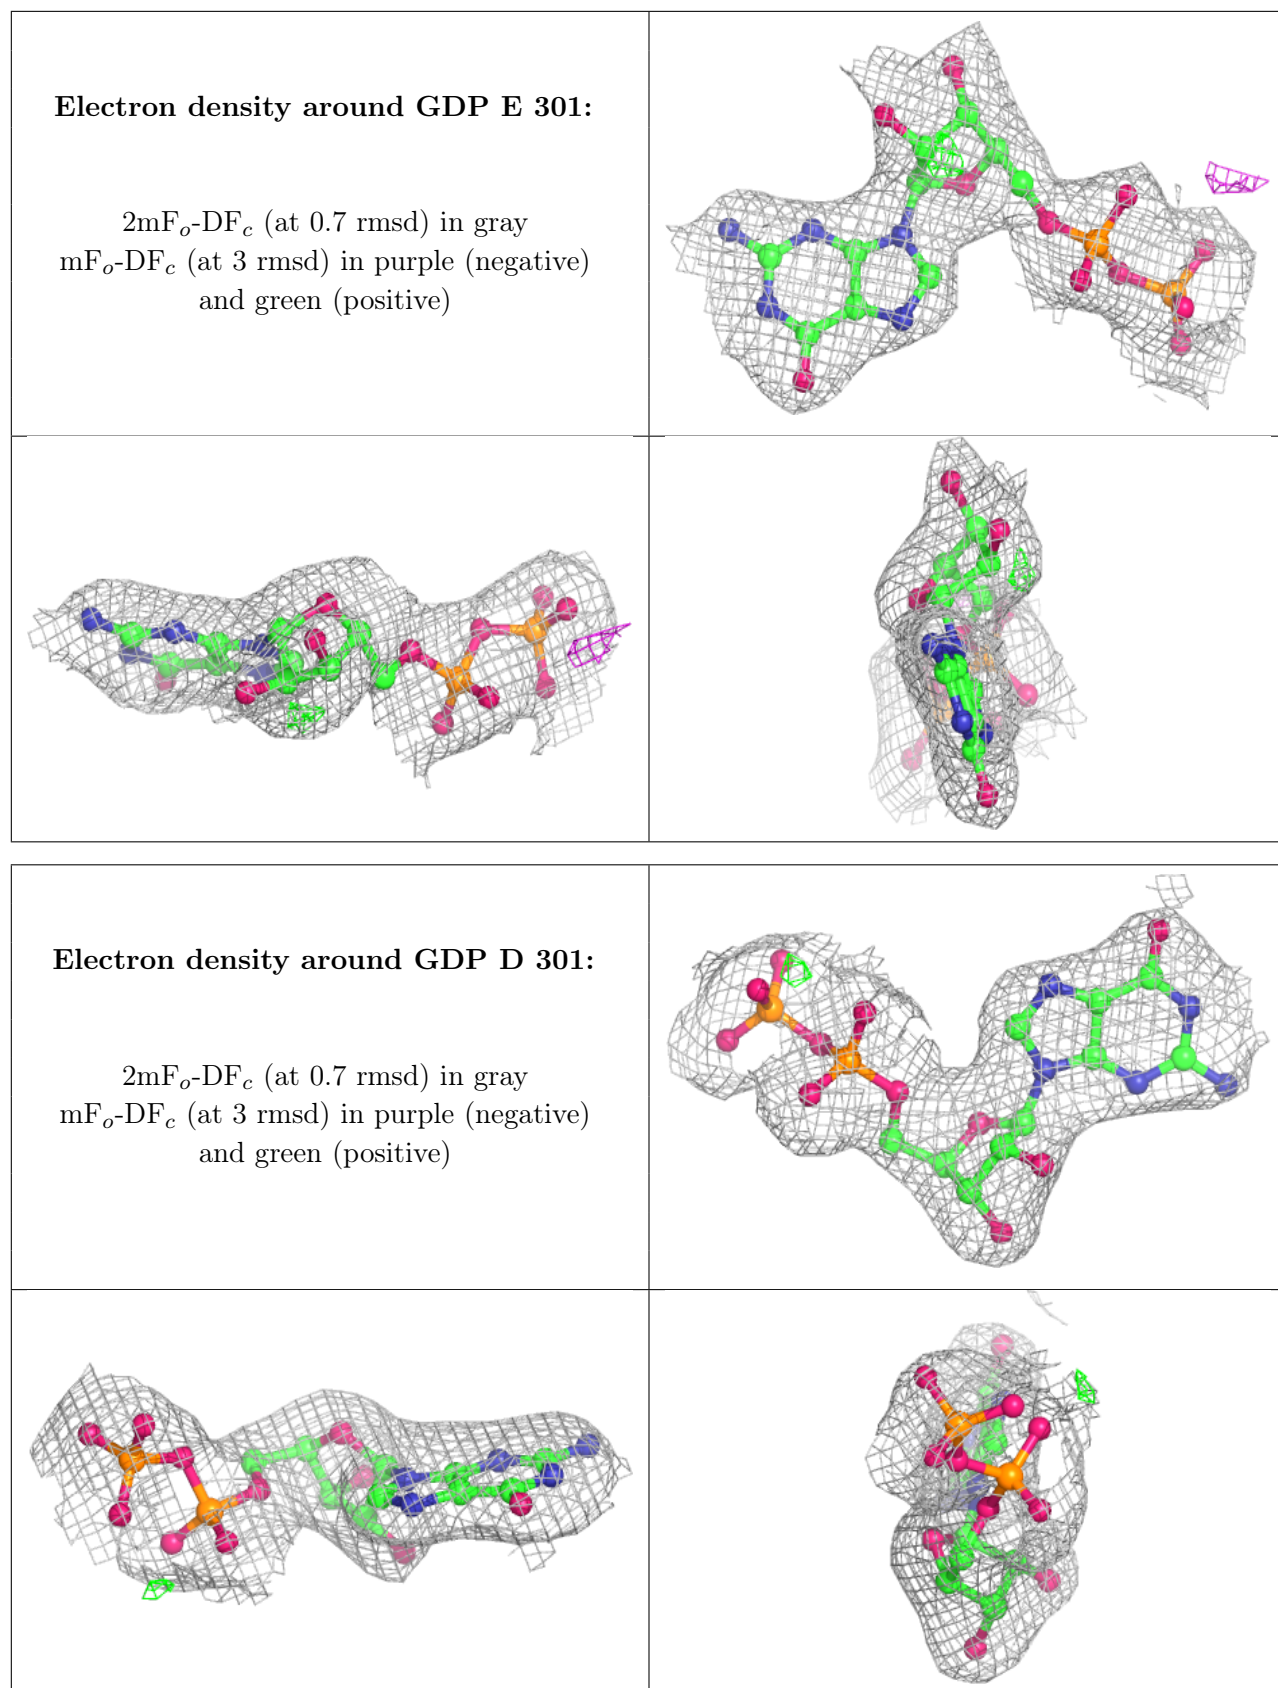 Electron density around GDP E 301:
2mFo-DFc (at 0.7 rmsd) in gray
mFo-DFc (at 3 rmsd) in purple (negative)
and green (positive)
Electron density around GDP D 301:
2mFo-DFc (at 0.7 rmsd) in gray
mFo-DFc (at 3 rmsd) in purple (negative)
and green (positive)